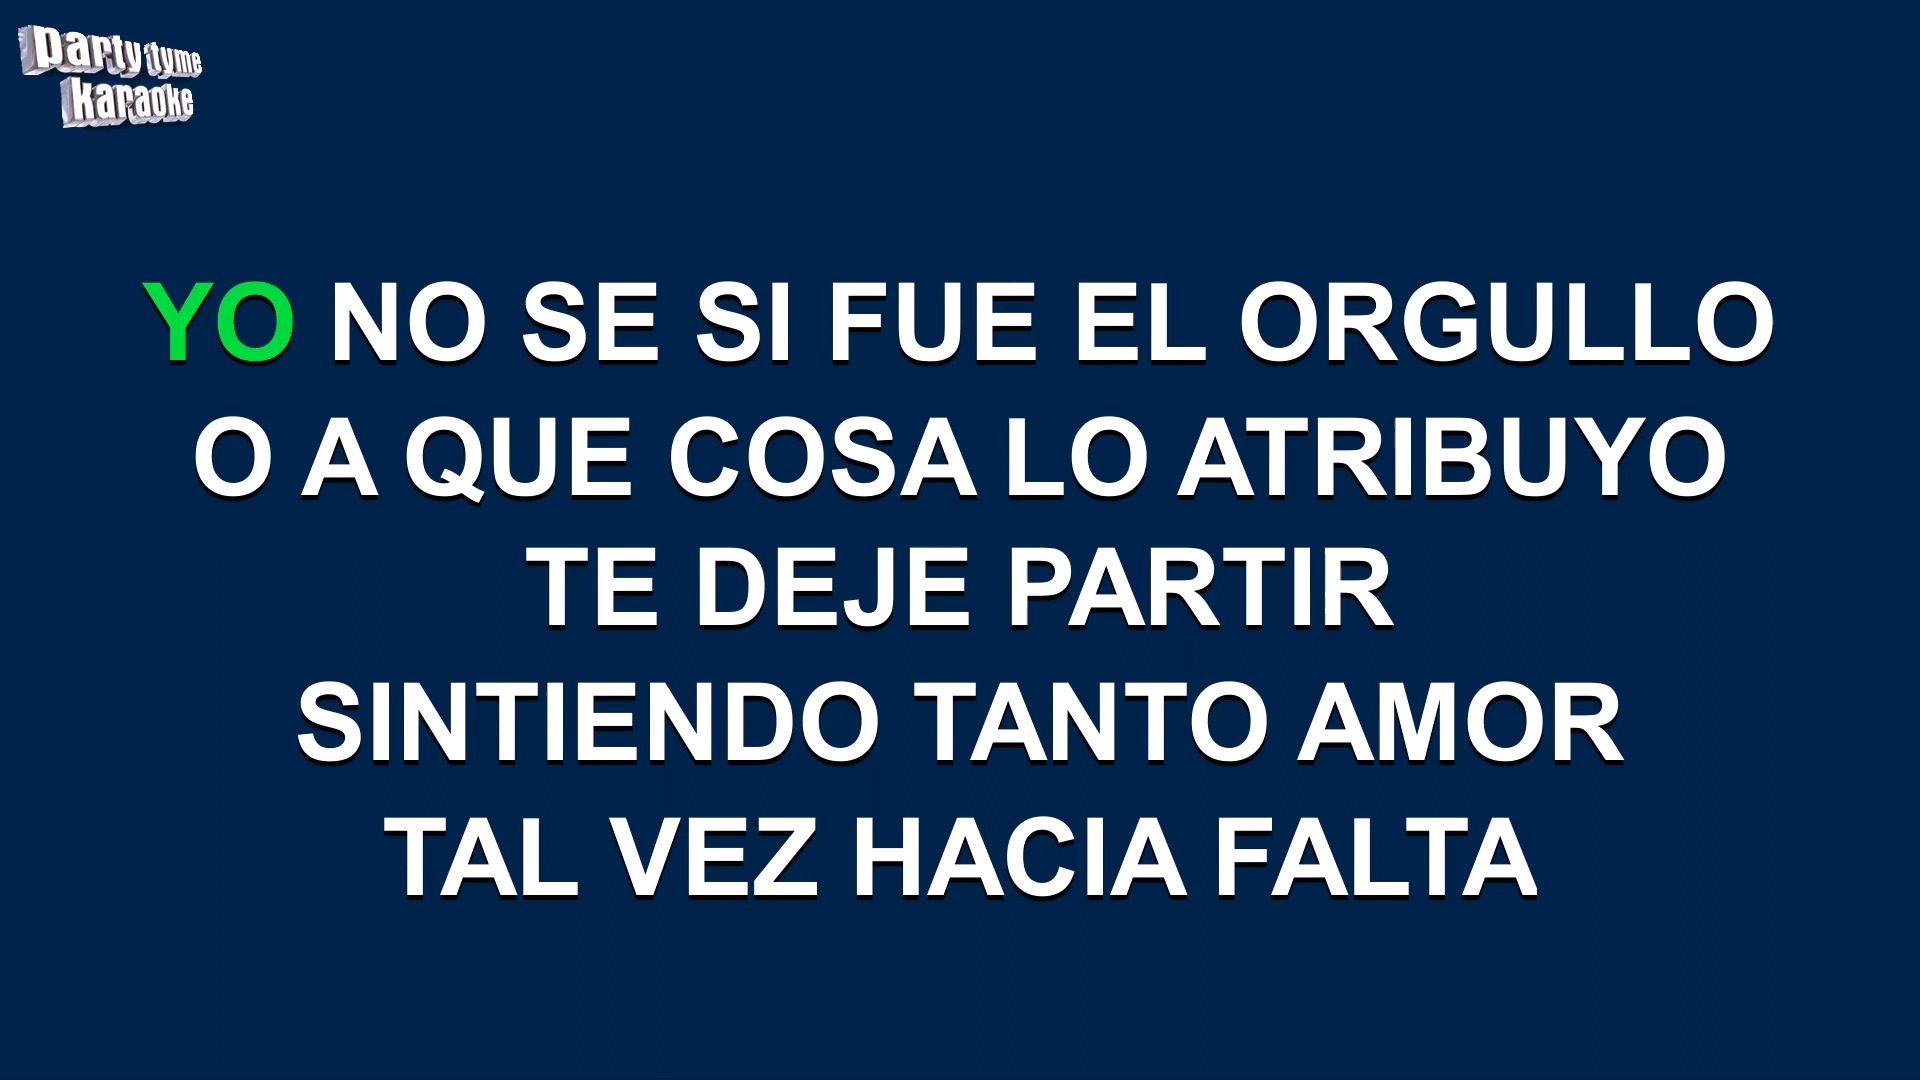 party tyme
karaoke
YO NO SE SI FUE EL ORGULLO
O A QUE COSA LO ATRIBUYO
TE DEJE PARTIR
SINTIENDO TANTO AMOR
TAL VEZ HACIA FALTA